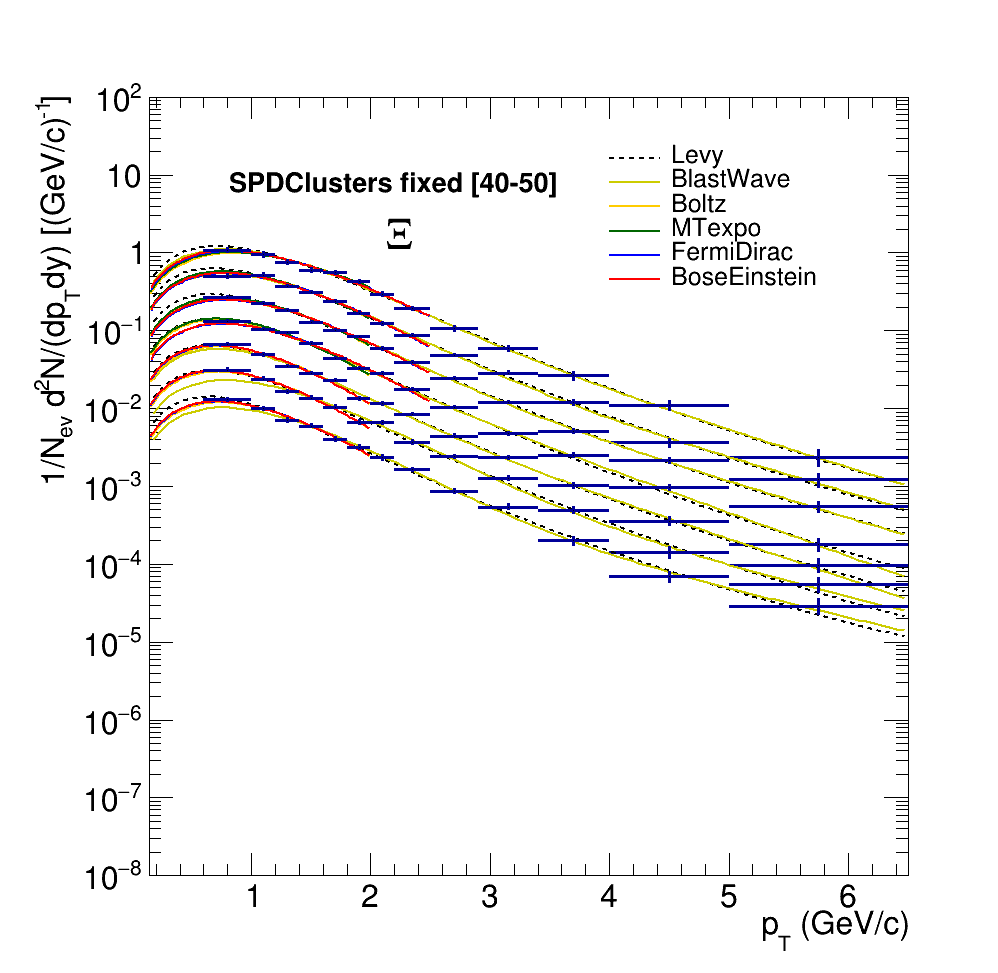 1/N_ev d²N/(dp_Tdy) [(GeV/c)⁻¹]
10²
10
1
10⁻¹
10⁻²
10⁻³
10⁻⁴
10⁻⁵
10⁻⁶
10⁻⁷
10⁻⁸
SPDClusters fixed [40-50]
Ξ
Levy
BlastWave
Boltz
MTexpo
FermiDirac
BoseEinstein
1 2 3 4 5 6
p_T (GeV/c)